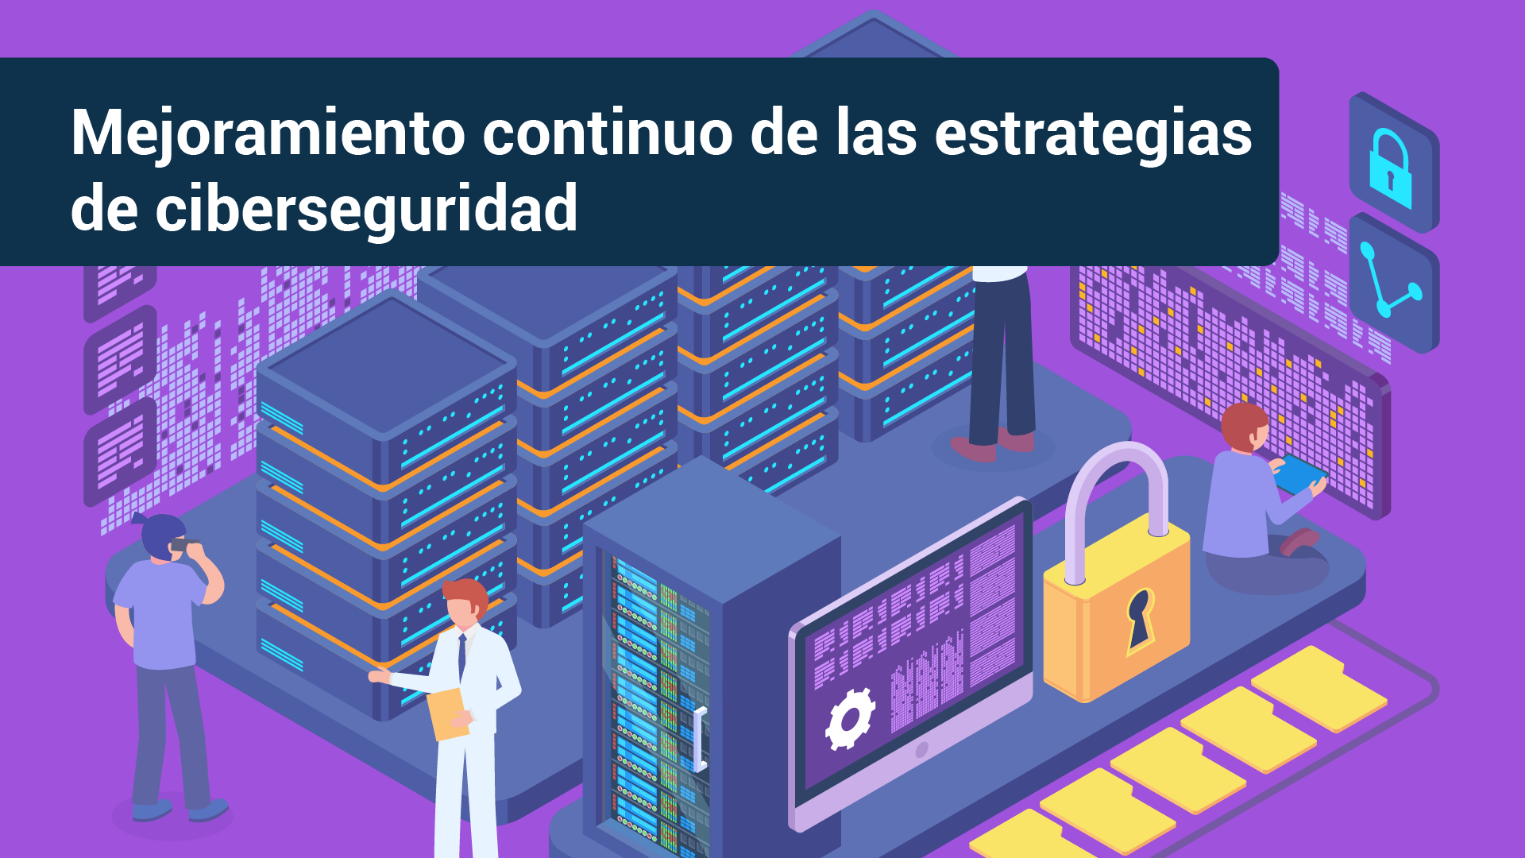 Mejoramiento continuo de las estrategias
de ciberseguridad